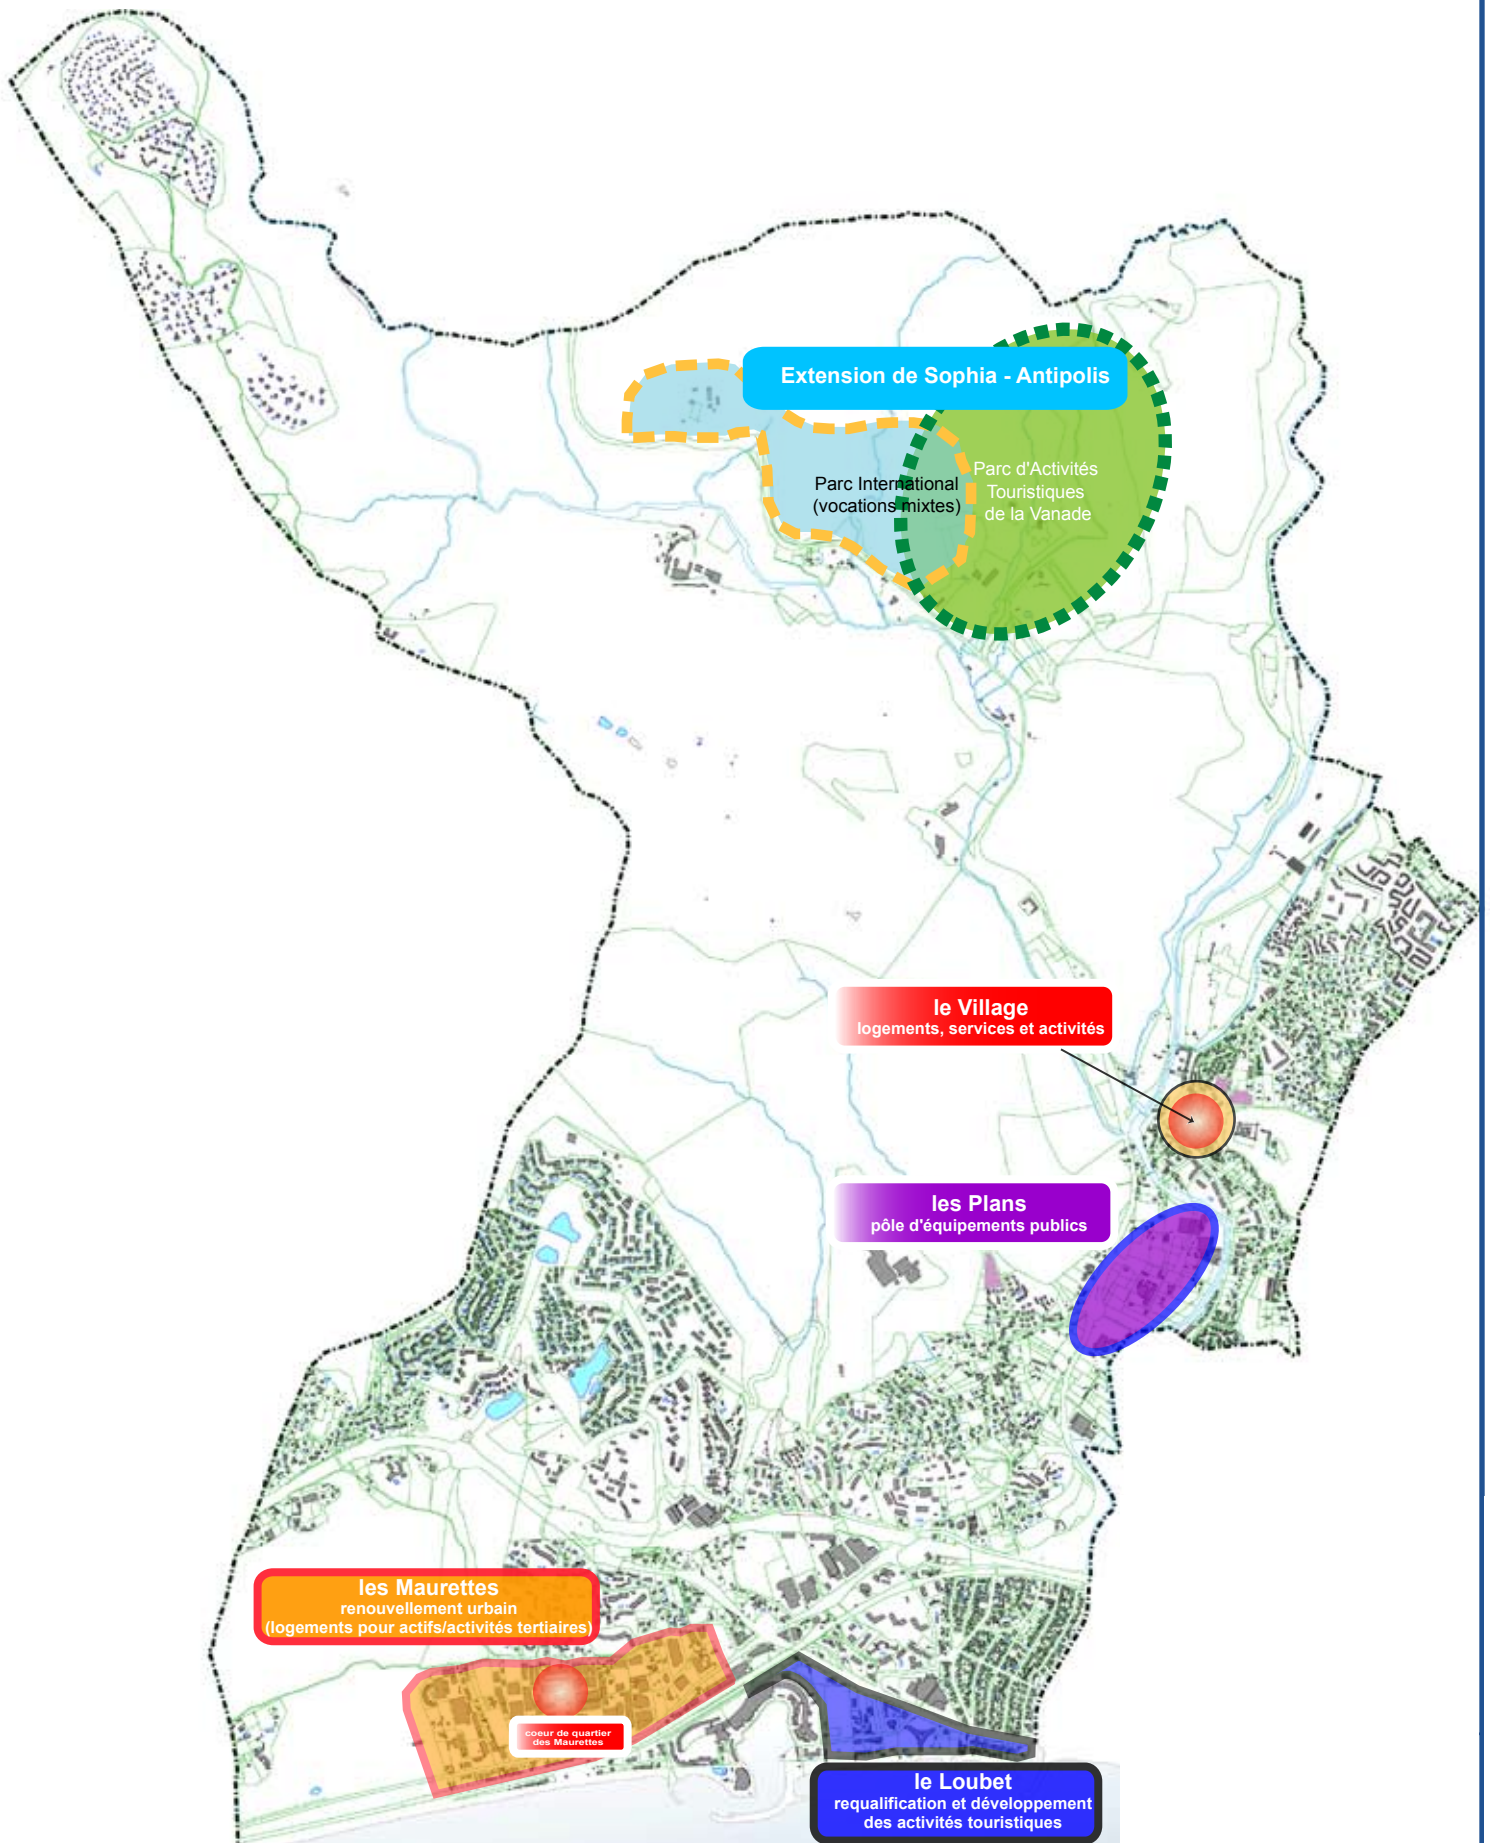 Extension de Sophia - Antipolis
Parc International
(vocations mixtes)
Parc d'Activités
Touristiques
de la Vanade
le Village
logements, services et activités
les Plans
pôle d'équipements publics
les Maurettes
renouvellement urbain
(logements pour actifs/activités tertiaires)
coeur de quartier
des Maurettes
le Loubet
requalification et développement
des activités touristiques